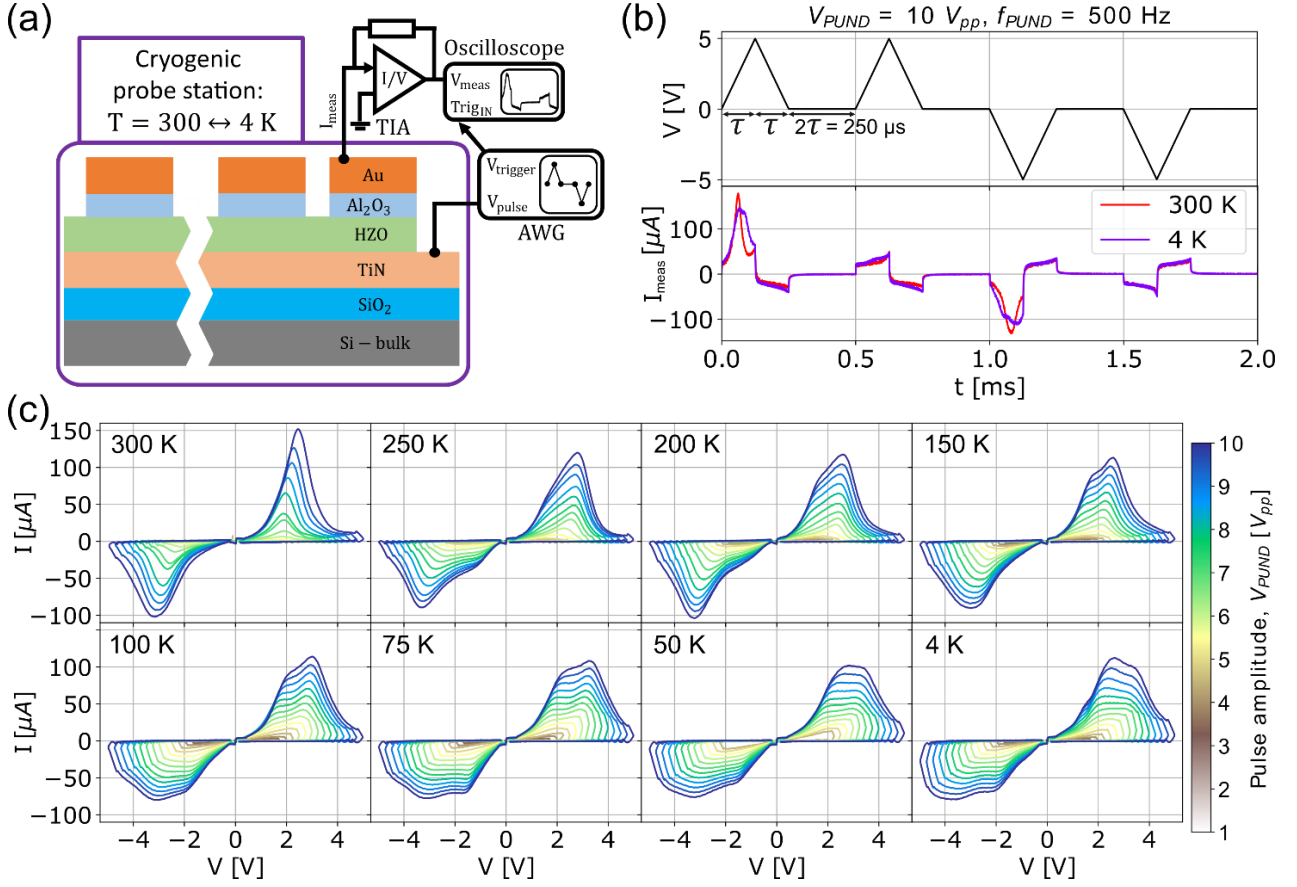 (a)
Cryogenic
probe station:
T = 300 ↔ 4 K
I/V
TIA
I_meas
Oscilloscope
V_meas
Trig_IN
V_trigger
V_pulse
AWG
Au
Al₂O₃
HZO
TiN
SiO₂
Si − bulk
(b)
V_PUND = 10 V_pp, f_PUND = 500 Hz
V [V]
5
0
−5
τ τ 2τ = 250 µs
I_meas [µA]
100
0
−100
300 K
4 K
0.0 0.5 1.0 1.5 2.0
t [ms]
(c)
I [µA]
150
100
50
0
−50
−100
300 K
250 K
200 K
150 K
I [µA]
100
50
0
−50
−100
100 K
75 K
50 K
4 K
−4 −2 0 2 4
−4 −2 0 2 4
−4 −2 0 2 4
−4 −2 0 2 4
V [V]
V [V]
V [V]
V [V]
10
9
8
7
6
5
4
3
2
1
Pulse amplitude, V_PUND [V_pp]